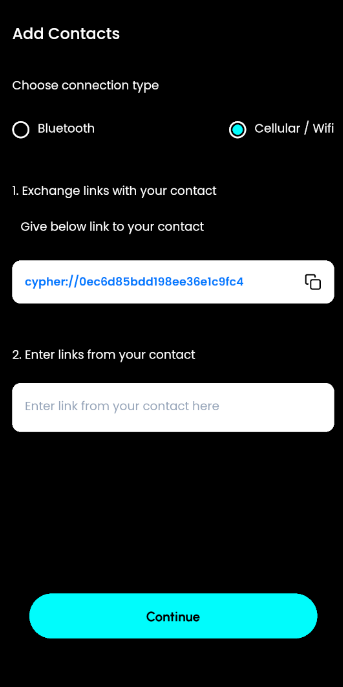 Add Contacts
Choose connection type
Bluetooth
Cellular / Wifi
1. Exchange links with your contact
Give below link to your contact
cypher://0ec6d85bdd198ee36e1c9fc4
2. Enter links from your contact
Enter link from your contact here
Continue